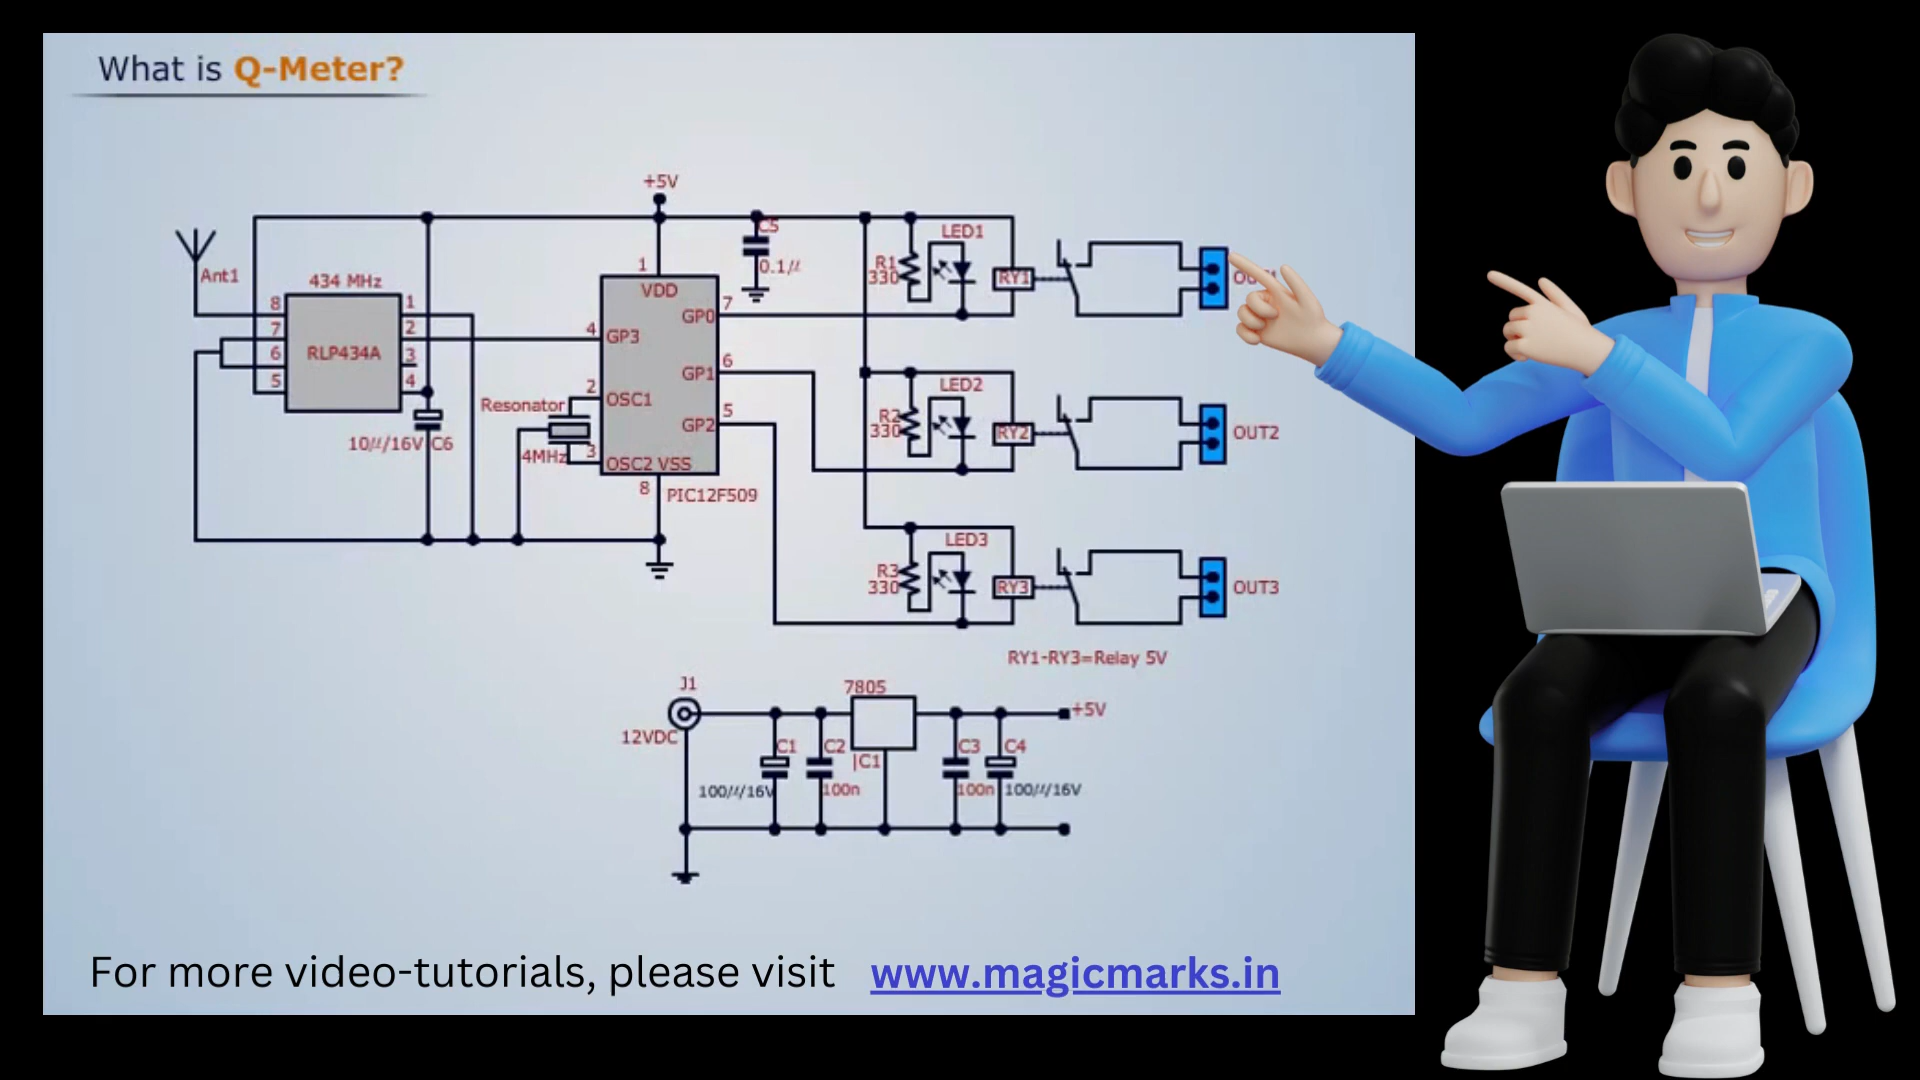 What is Q-Meter?
+5V
Ant1
434 MHz
8
7
6
5
RLP434A
1
2
3
4
10μ/16V C6
Resonator
4MHz
1
VDD
4
GP3
2
OSC1
3
OSC2 VSS
8
PIC12F509
GP0
7
GP1
6
GP2
5
C5
0.1μ
LED1
R1
330
RY1
LED2
R2
330
RY2
OUT2
LED3
R3
330
RY3
OUT3
RY1-RY3=Relay 5V
J1
12VDC
7805
+5V
C1
C2
|C1
C3
C4
100μ/16V
100n
100n
100μ/16V
For more video-tutorials, please visit www.magicmarks.in